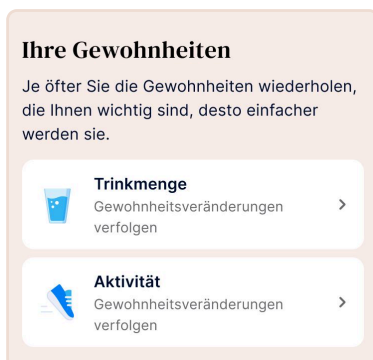 Ihre Gewohnheiten
Je öfter Sie die Gewohnheiten wiederholen,
die Ihnen wichtig sind, desto einfacher
werden sie.
Trinkmenge
Gewohnheitsveränderungen
verfolgen
Aktivität
Gewohnheitsveränderungen
verfolgen